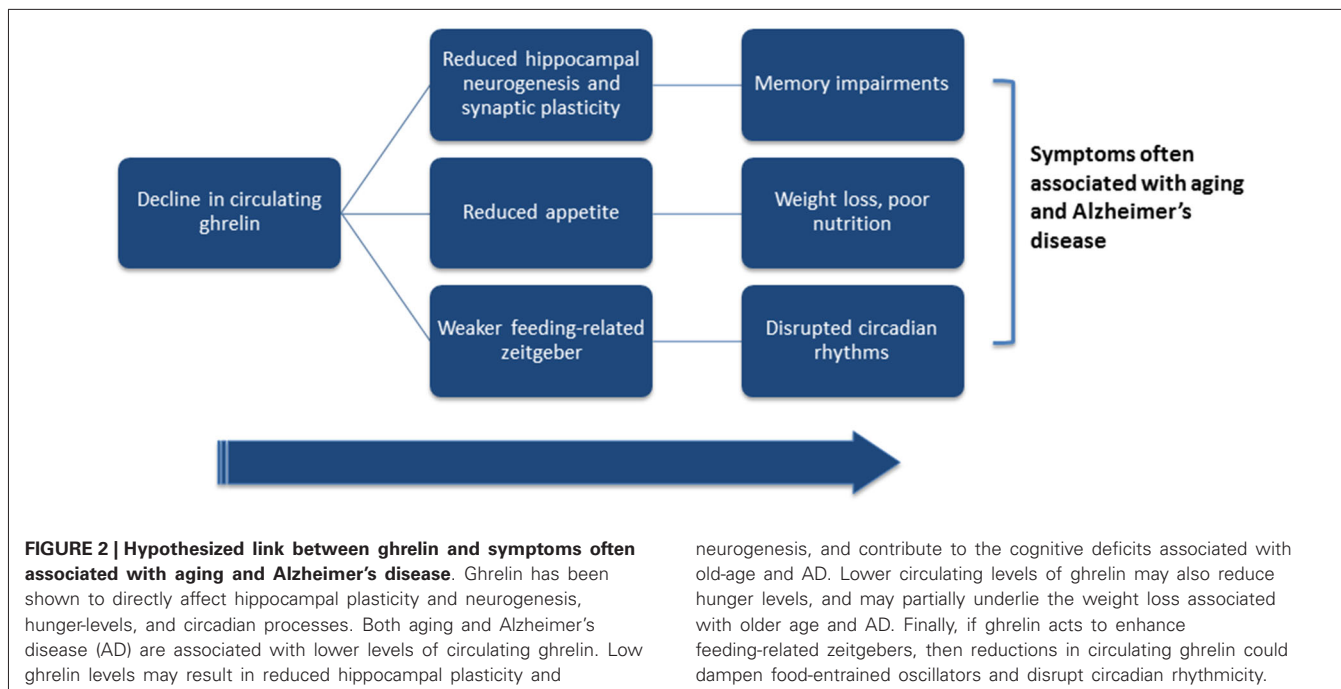 Reduced hippocampal
neurogenesis and
synaptic plasticity
Memory impairments
Decline in circulating
ghrelin
Reduced appetite
Weight loss, poor
nutrition
Weaker feeding-related
zeitgeber
Disrupted circadian
rhythms
Symptoms often
associated with aging
and Alzheimer's
disease
FIGURE 2 | Hypothesized link between ghrelin and symptoms often
associated with aging and Alzheimer's disease. Ghrelin has been
shown to directly affect hippocampal plasticity and neurogenesis,
hunger-levels, and circadian processes. Both aging and Alzheimer's
disease (AD) are associated with lower levels of circulating ghrelin. Low
ghrelin levels may result in reduced hippocampal plasticity and
neurogenesis, and contribute to the cognitive deficits associated with
old-age and AD. Lower circulating levels of ghrelin may also reduce
hunger levels, and may partially underlie the weight loss associated
with older age and AD. Finally, if ghrelin acts to enhance
feeding-related zeitgebers, then reductions in circulating ghrelin could
dampen food-entrained oscillators and disrupt circadian rhythmicity.